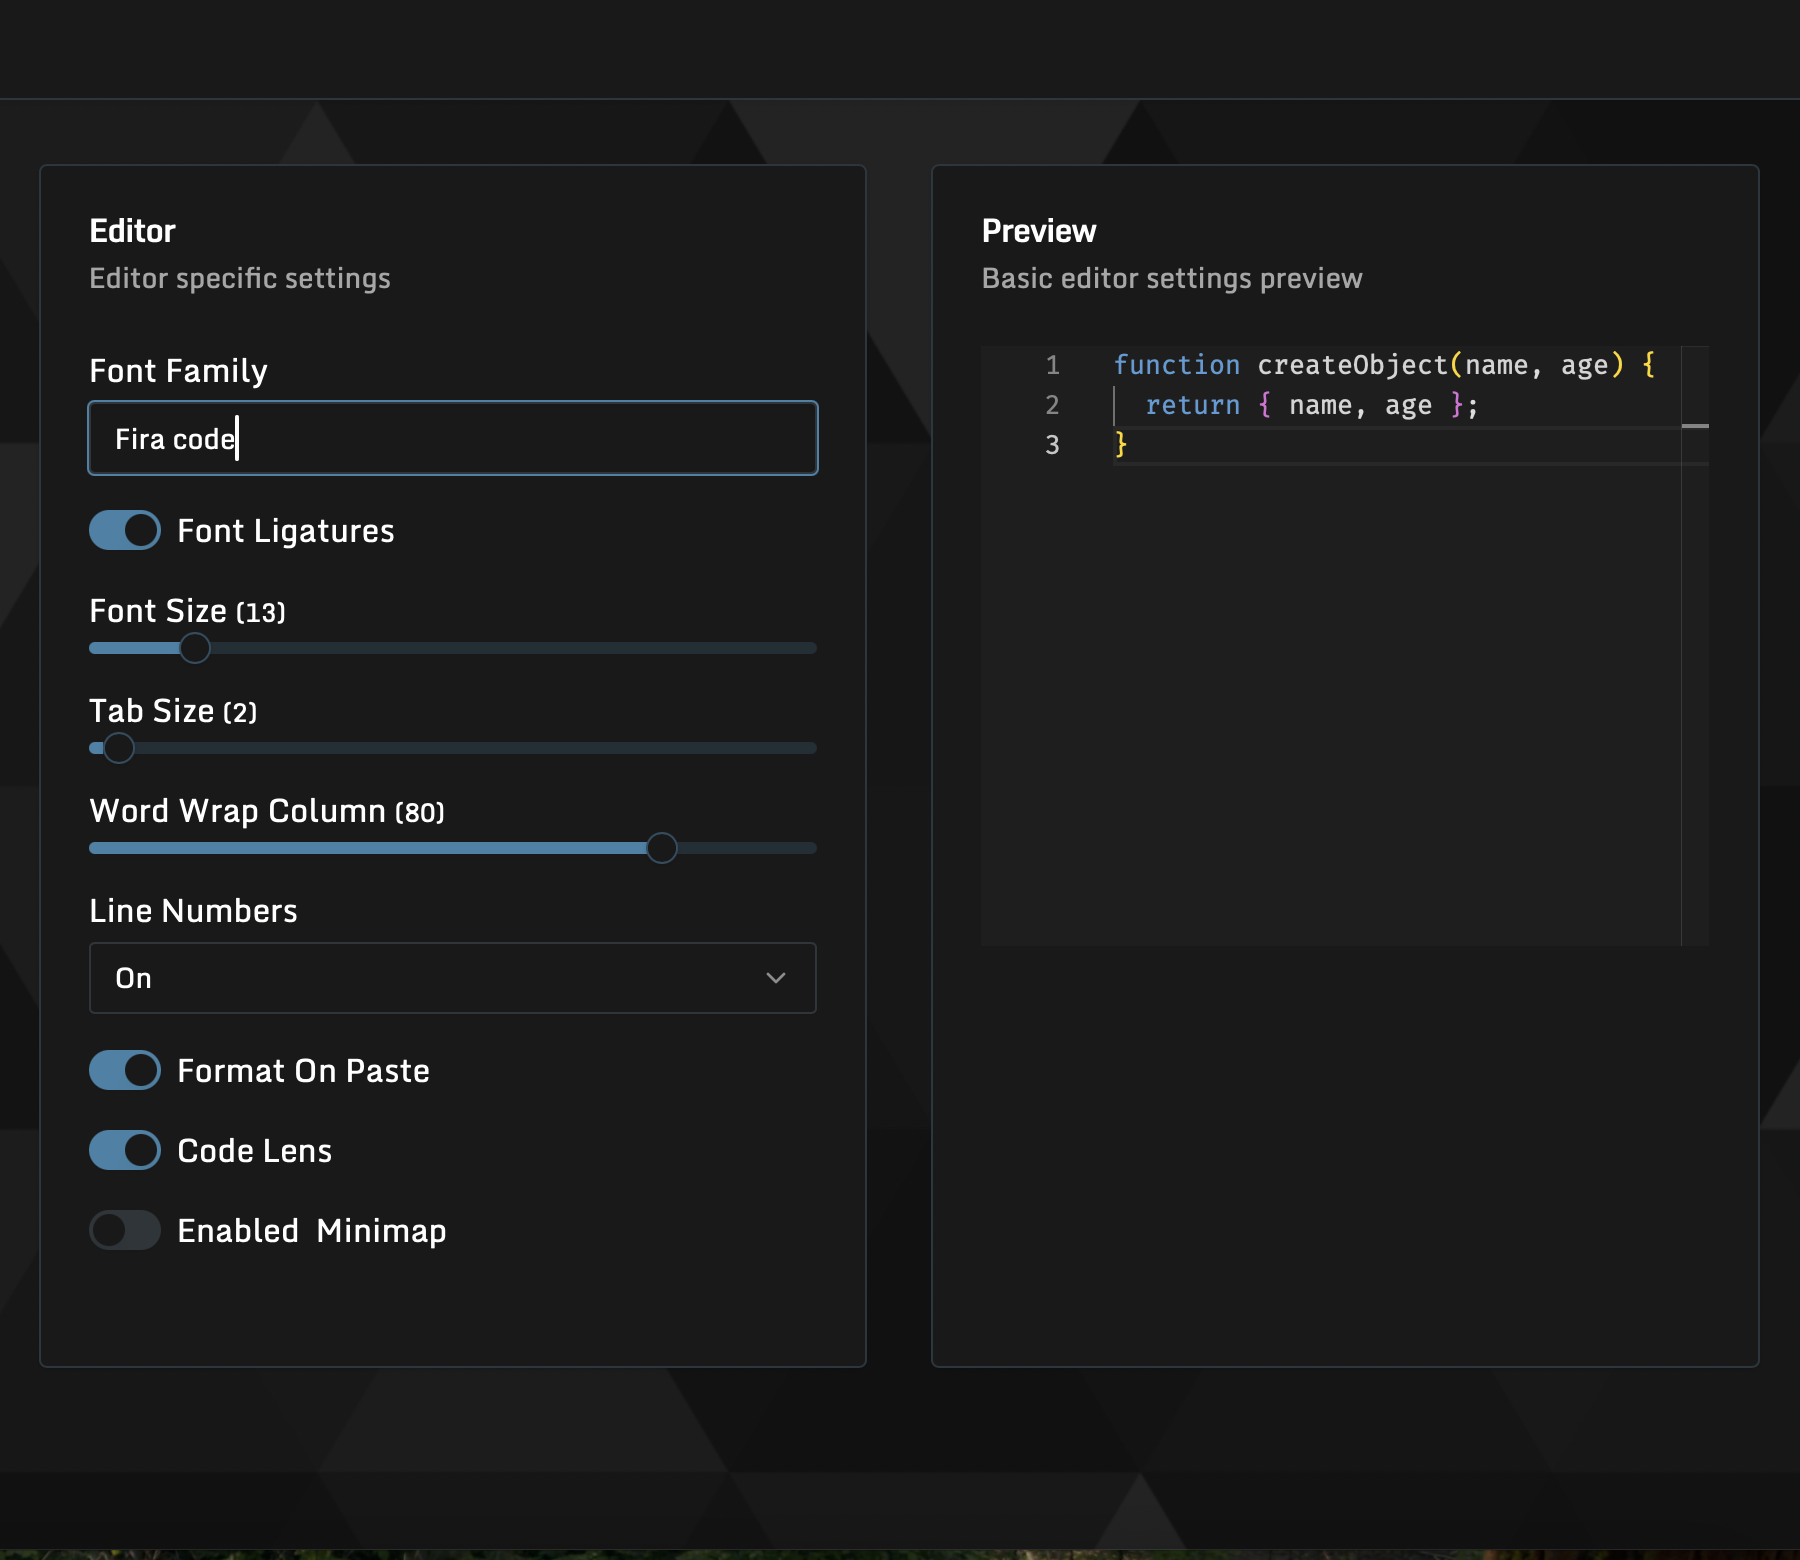 Editor
Editor specific settings
Font Family
Fira code
Font Ligatures
Font Size (13)
Tab Size (2)
Word Wrap Column (80)
Line Numbers
On
Format On Paste
Code Lens
Enabled  Minimap
Preview
Basic editor settings preview
1 function createObject(name, age) {
2   return { name, age };
3 }